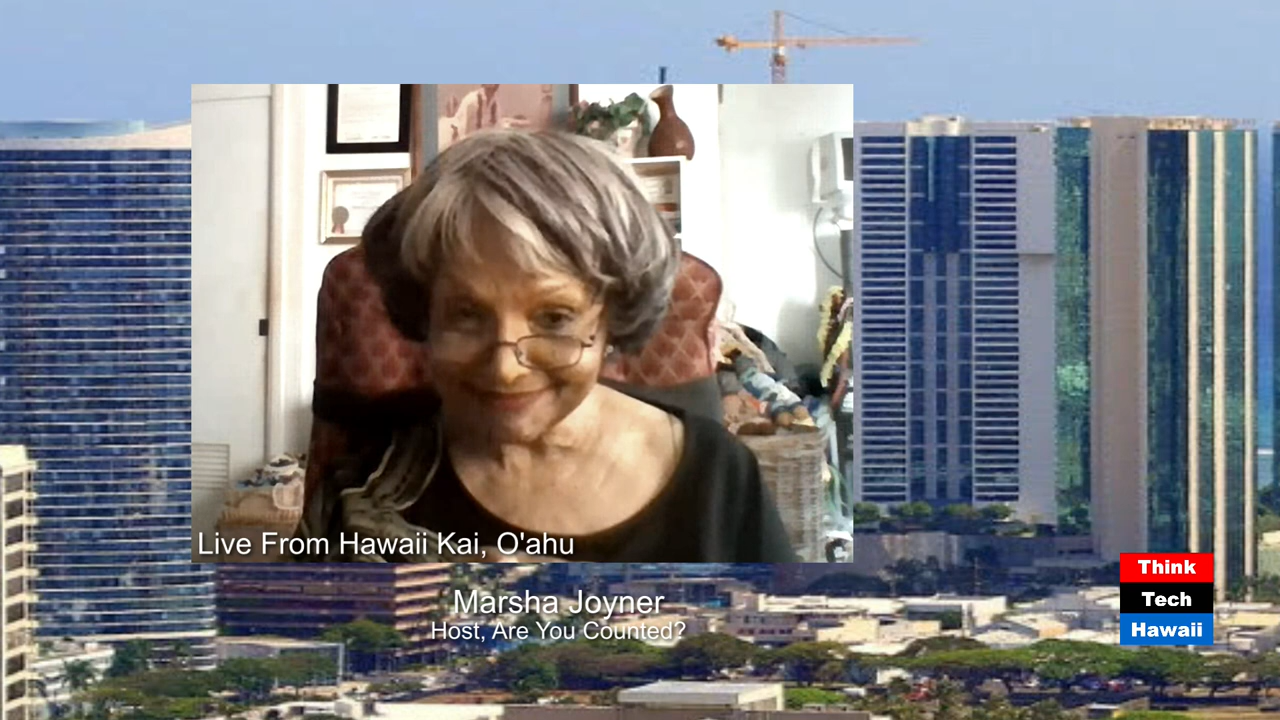 Live From Hawaii Kai, O'ahu
Marsha Joyner
Host, Are You Counted?
Think
Tech
Hawaii